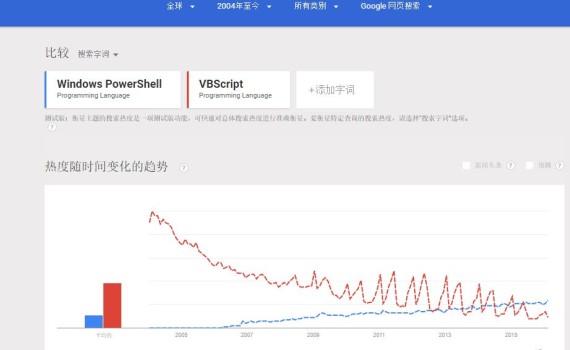 全球 2004年至今 所有类别 Google 网页搜索
比较 搜索字词
Windows PowerShell
Programming Language
VBScript
Programming Language
+添加字词
测试版：衡量主题的搜索热度是一项测试版功能，可快速对总体搜索热度进行准确衡量。要衡量特定查询的搜索热度，请选择“搜索字词”选项。
?
热度随时间变化的趋势 ?
新闻头条 ? 预测 ?
平均值 2005 2007 2009 2011 2013 2015